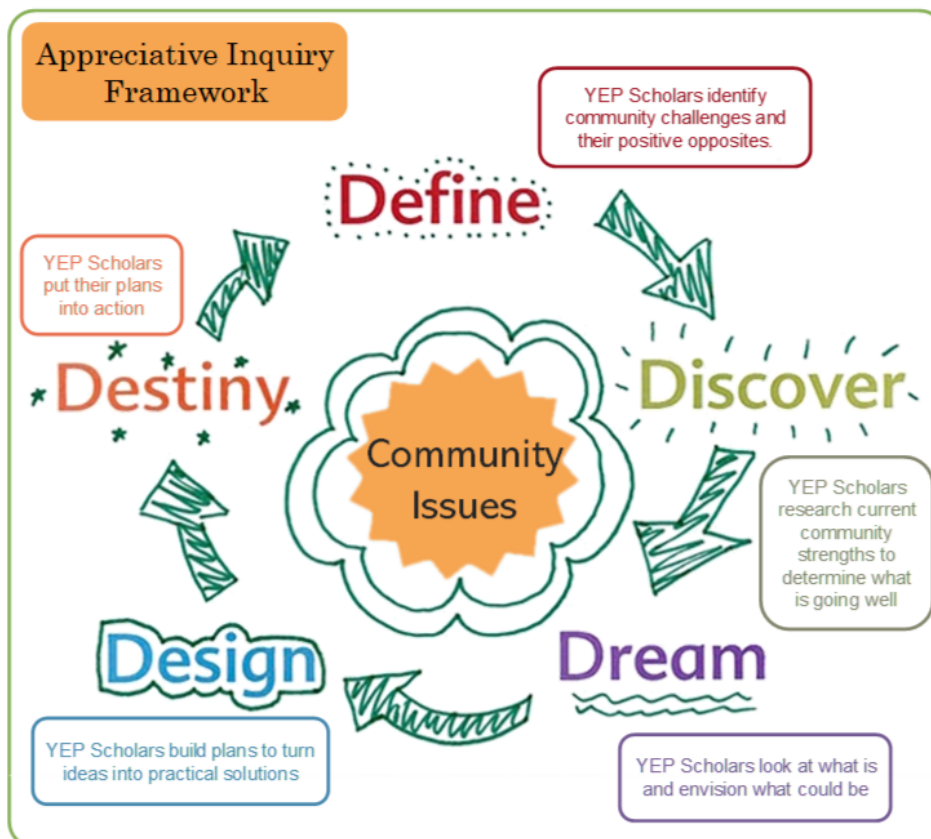 Appreciative Inquiry
Framework
YEP Scholars identify
community challenges and
their positive opposites.
Define
Discover
YEP Scholars
research current
community
strengths to
determine what
is going well
Dream
YEP Scholars look at what is
and envision what could be
Design
YEP Scholars build plans to turn
ideas into practical solutions
Destiny
YEP Scholars
put their plans
into action
Community
Issues